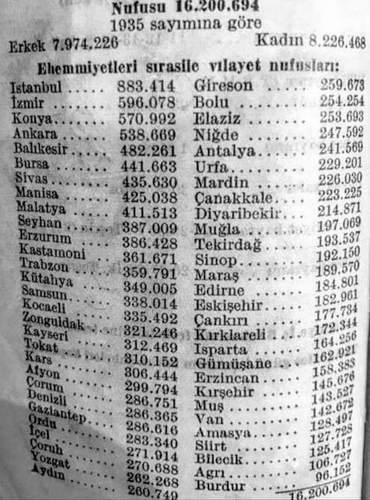 Nufusu 16.200.694
1935 sayımına göre
Erkek 7.974.226 Kadın 8.226.468
Ehemmiyetleri sırasile vilayet nufusları:
Istanbul ...... 883.414
İzmir ...... 596.078
Konya ...... 570.992
Ankara ...... 538.669
Balıkesir ..... 482.261
Bursa ...... 441.663
Sivas ...... 435.630
Manisa ...... 425.038
Malatya ...... 411.513
Seyhan ...... 387.009
Erzurum ...... 386.428
Kastamoni ..... 361.671
Trabzon ...... 359.791
Kütahya ...... 349.005
Samsun ...... 338.014
Kocaeli ...... 335.492
Zonguldak ..... 321.246
Kayseri ...... 312.469
Tokat ...... 310.152
Kars ...... 306.444
Afyon ...... 299.794
Çorum ...... 286.751
Denizli ...... 286.365
Gaziantep ..... 286.616
Ordu ...... 283.340
İçel ...... 271.914
Çoruh ...... 270.688
Yozgat ...... 262.268
Aydın ...... 260.749
Gireson ...... 259.673
Bolu ...... 254.254
Elaziz ...... 253.693
Niğde ...... 247.592
Antalya ...... 241.569
Urfa ...... 229.201
Mardin ...... 226.030
Çanakkale .... 223.225
Diyaribekir ... 214.871
Muğla ...... 197.069
Tekirdağ ..... 193.537
Sinop ...... 192.150
Maraş ...... 189.570
Edirne ...... 184.801
Eskişehir ..... 182.961
Çankırı ...... 177.734
Kırklareli .... 172.344
Isparta ...... 164.256
Gümüşane .... 162.921
Erzincan ..... 158.383
Kırşehir ..... 145.676
Muş ...... 142.672
Van ...... 143.527
Amasya ...... 128.497
Siirt ...... 127.728
Bilecik ...... 125.417
Agrı ...... 106.727
Burdur ...... 96.152
16.200.694